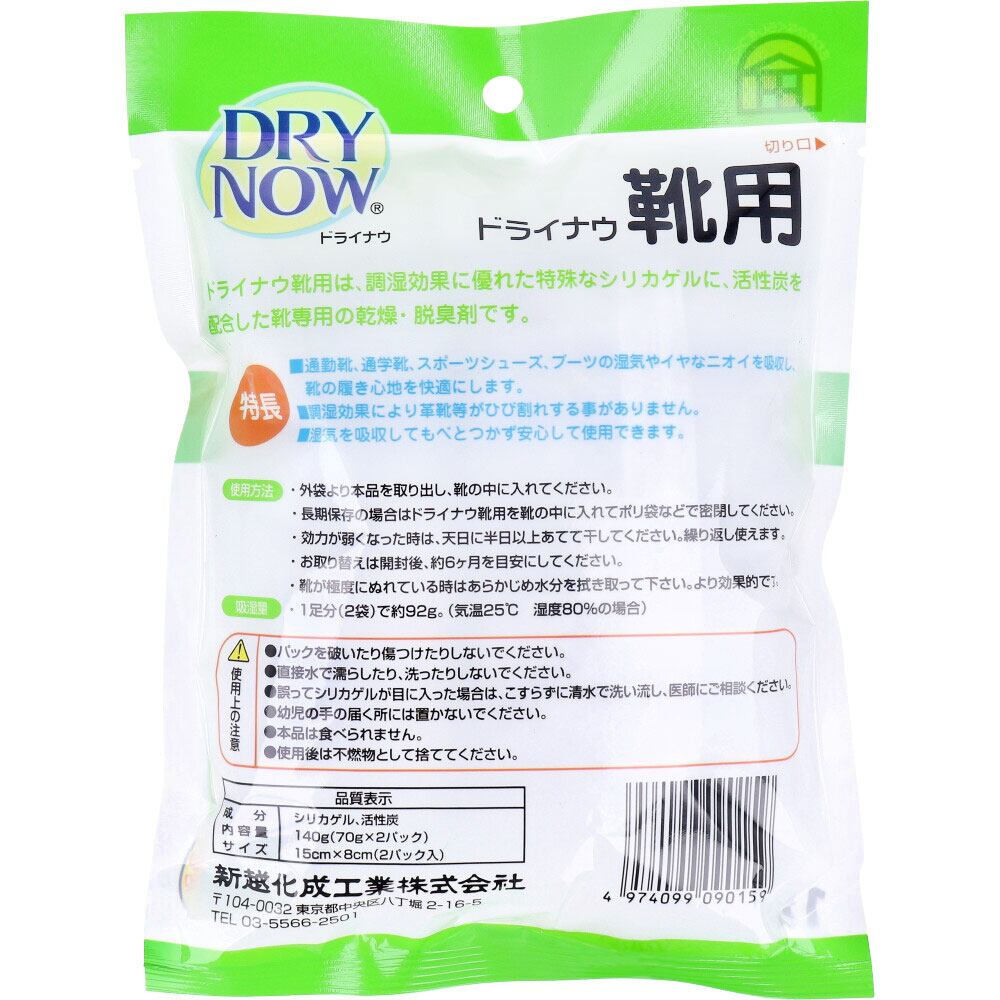 切り口▶
DRY
NOW®
ドライナウ
ドライナウ 靴用
ドライナウ靴用は、調湿効果に優れた特殊なシリカゲルに、活性炭を
配合した靴専用の乾燥・脱臭剤です。
特長
■通勤靴、通学靴、スポーツシューズ、ブーツの湿気やイヤなニオイを吸収し、
靴の履き心地を快適にします。
■調湿効果により革靴等がひび割れする事がありません。
■湿気を吸収してもべとつかず安心して使用できます。
使用方法
・外袋より本品を取り出し、靴の中に入れてください。
・長期保存の場合はドライナウ靴用を靴の中に入れてポリ袋などで密閉してください。
・効力が弱くなった時は、天日に半日以上あてて干してください。繰り返し使えます。
・お取り替えは開封後、約6ヶ月を目安にしてください。
・靴が極度にぬれている時はあらかじめ水分を拭き取って下さい。より効果的で
吸湿量
・1足分(2袋)で約92g。(気温25℃ 湿度80%の場合)
使用上の注意
●パックを破いたり傷つけたりしないでください。
●直接水で濡らしたり、洗ったりしないでください。
●誤ってシリカゲルが目に入った場合は、こすらずに清水で洗い流し、医師にご相談ください。
●幼児の手の届く所には置かないでください。
●本品は食べられません。
●使用後は不燃物として捨ててください。
品質表示
成分 シリカゲル、活性炭
内容量 140g(70g×2パック)
サイズ 15cm×8cm(2パック入)
新越化成工業株式会社
〒104-0032 東京都中央区八丁堀 2-16-5
TEL 03-5566-2501
4 974099 090159